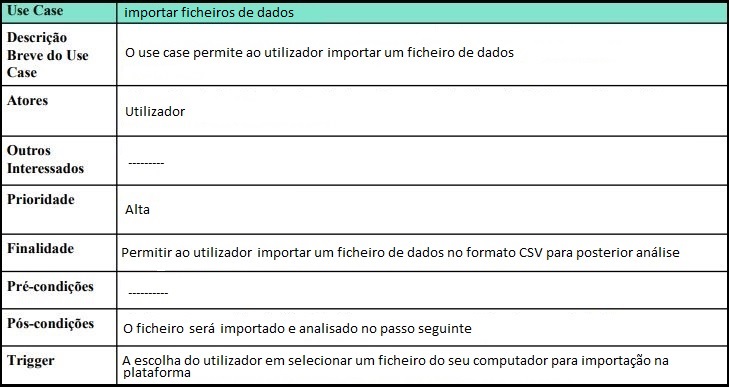 Use Case importar ficheiros de dados
Descrição
Breve do Use
Case
O use case permite ao utilizador importar um ficheiro de dados
Atores
Utilizador
Outros
Interessados
---------
Prioridade
Alta
Finalidade Permitir ao utilizador importar um ficheiro de dados no formato CSV para posterior análise
Pré-condições ----------
Pós-condições O ficheiro será importado e analisado no passo seguinte
Trigger A escolha do utilizador em selecionar um ficheiro do seu computador para importação na
plataforma